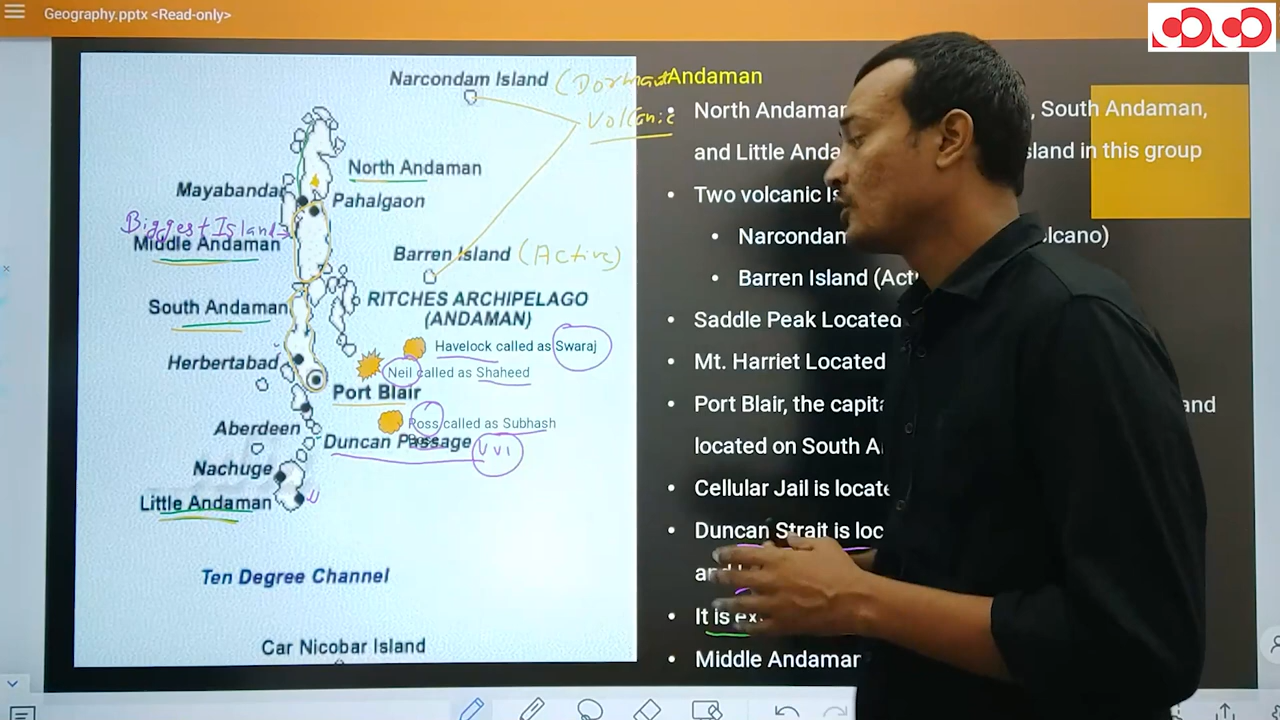 Geography.pptx <Read-only>
Narcondam Island (Dormant
Volcanic
North Andaman
Mayabandar
Pahalgaon
Biggest Island
Middle Andaman
Barren Island (Active)
RITCHES ARCHIPELAGO
(ANDAMAN)
South Andaman
Havelock called as Swaraj
Herbertabad
Neil called as Shaheed
Port Blair
Ross called as Subhash
Aberdeen
Duncan Passage VVI
Nachuge
Little Andaman
Ten Degree Channel
Car Nicobar Island
Andaman
North Andaman , South Andaman,
and Little Anda sland in this group
Two volcanic Is
Narcondan lcano)
Barren Island (Act
Saddle Peak Located
Mt. Harriet Located
Port Blair, the capita and
located on South A
Cellular Jail is locate
Duncan Strait is loc
and
It is ex
Middle Andaman